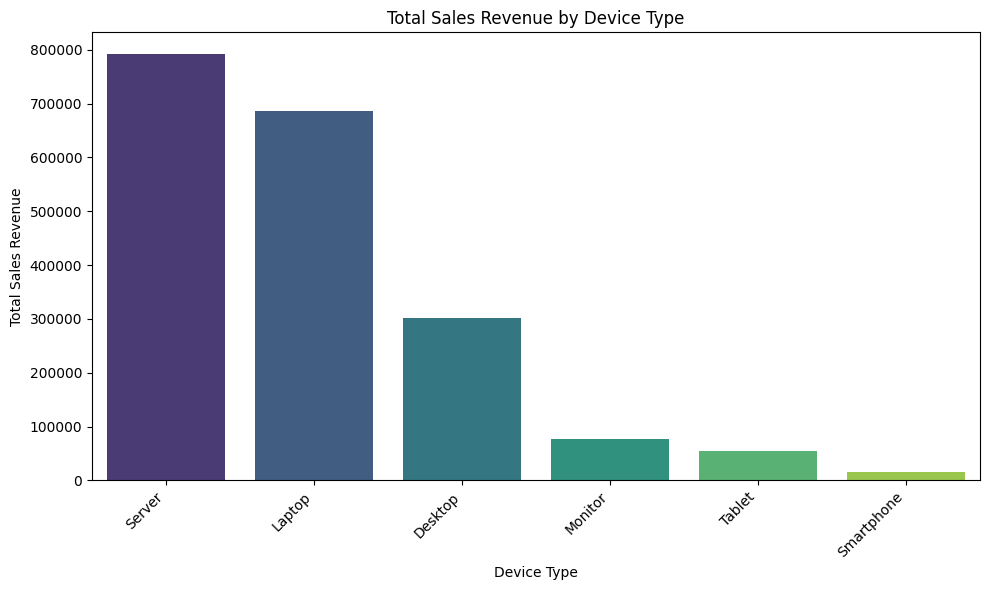 Total Sales Revenue by Device Type
Total Sales Revenue
800000
700000
600000
500000
400000
300000
200000
100000
0
Server
Laptop
Desktop
Monitor
Tablet
Smartphone
Device Type